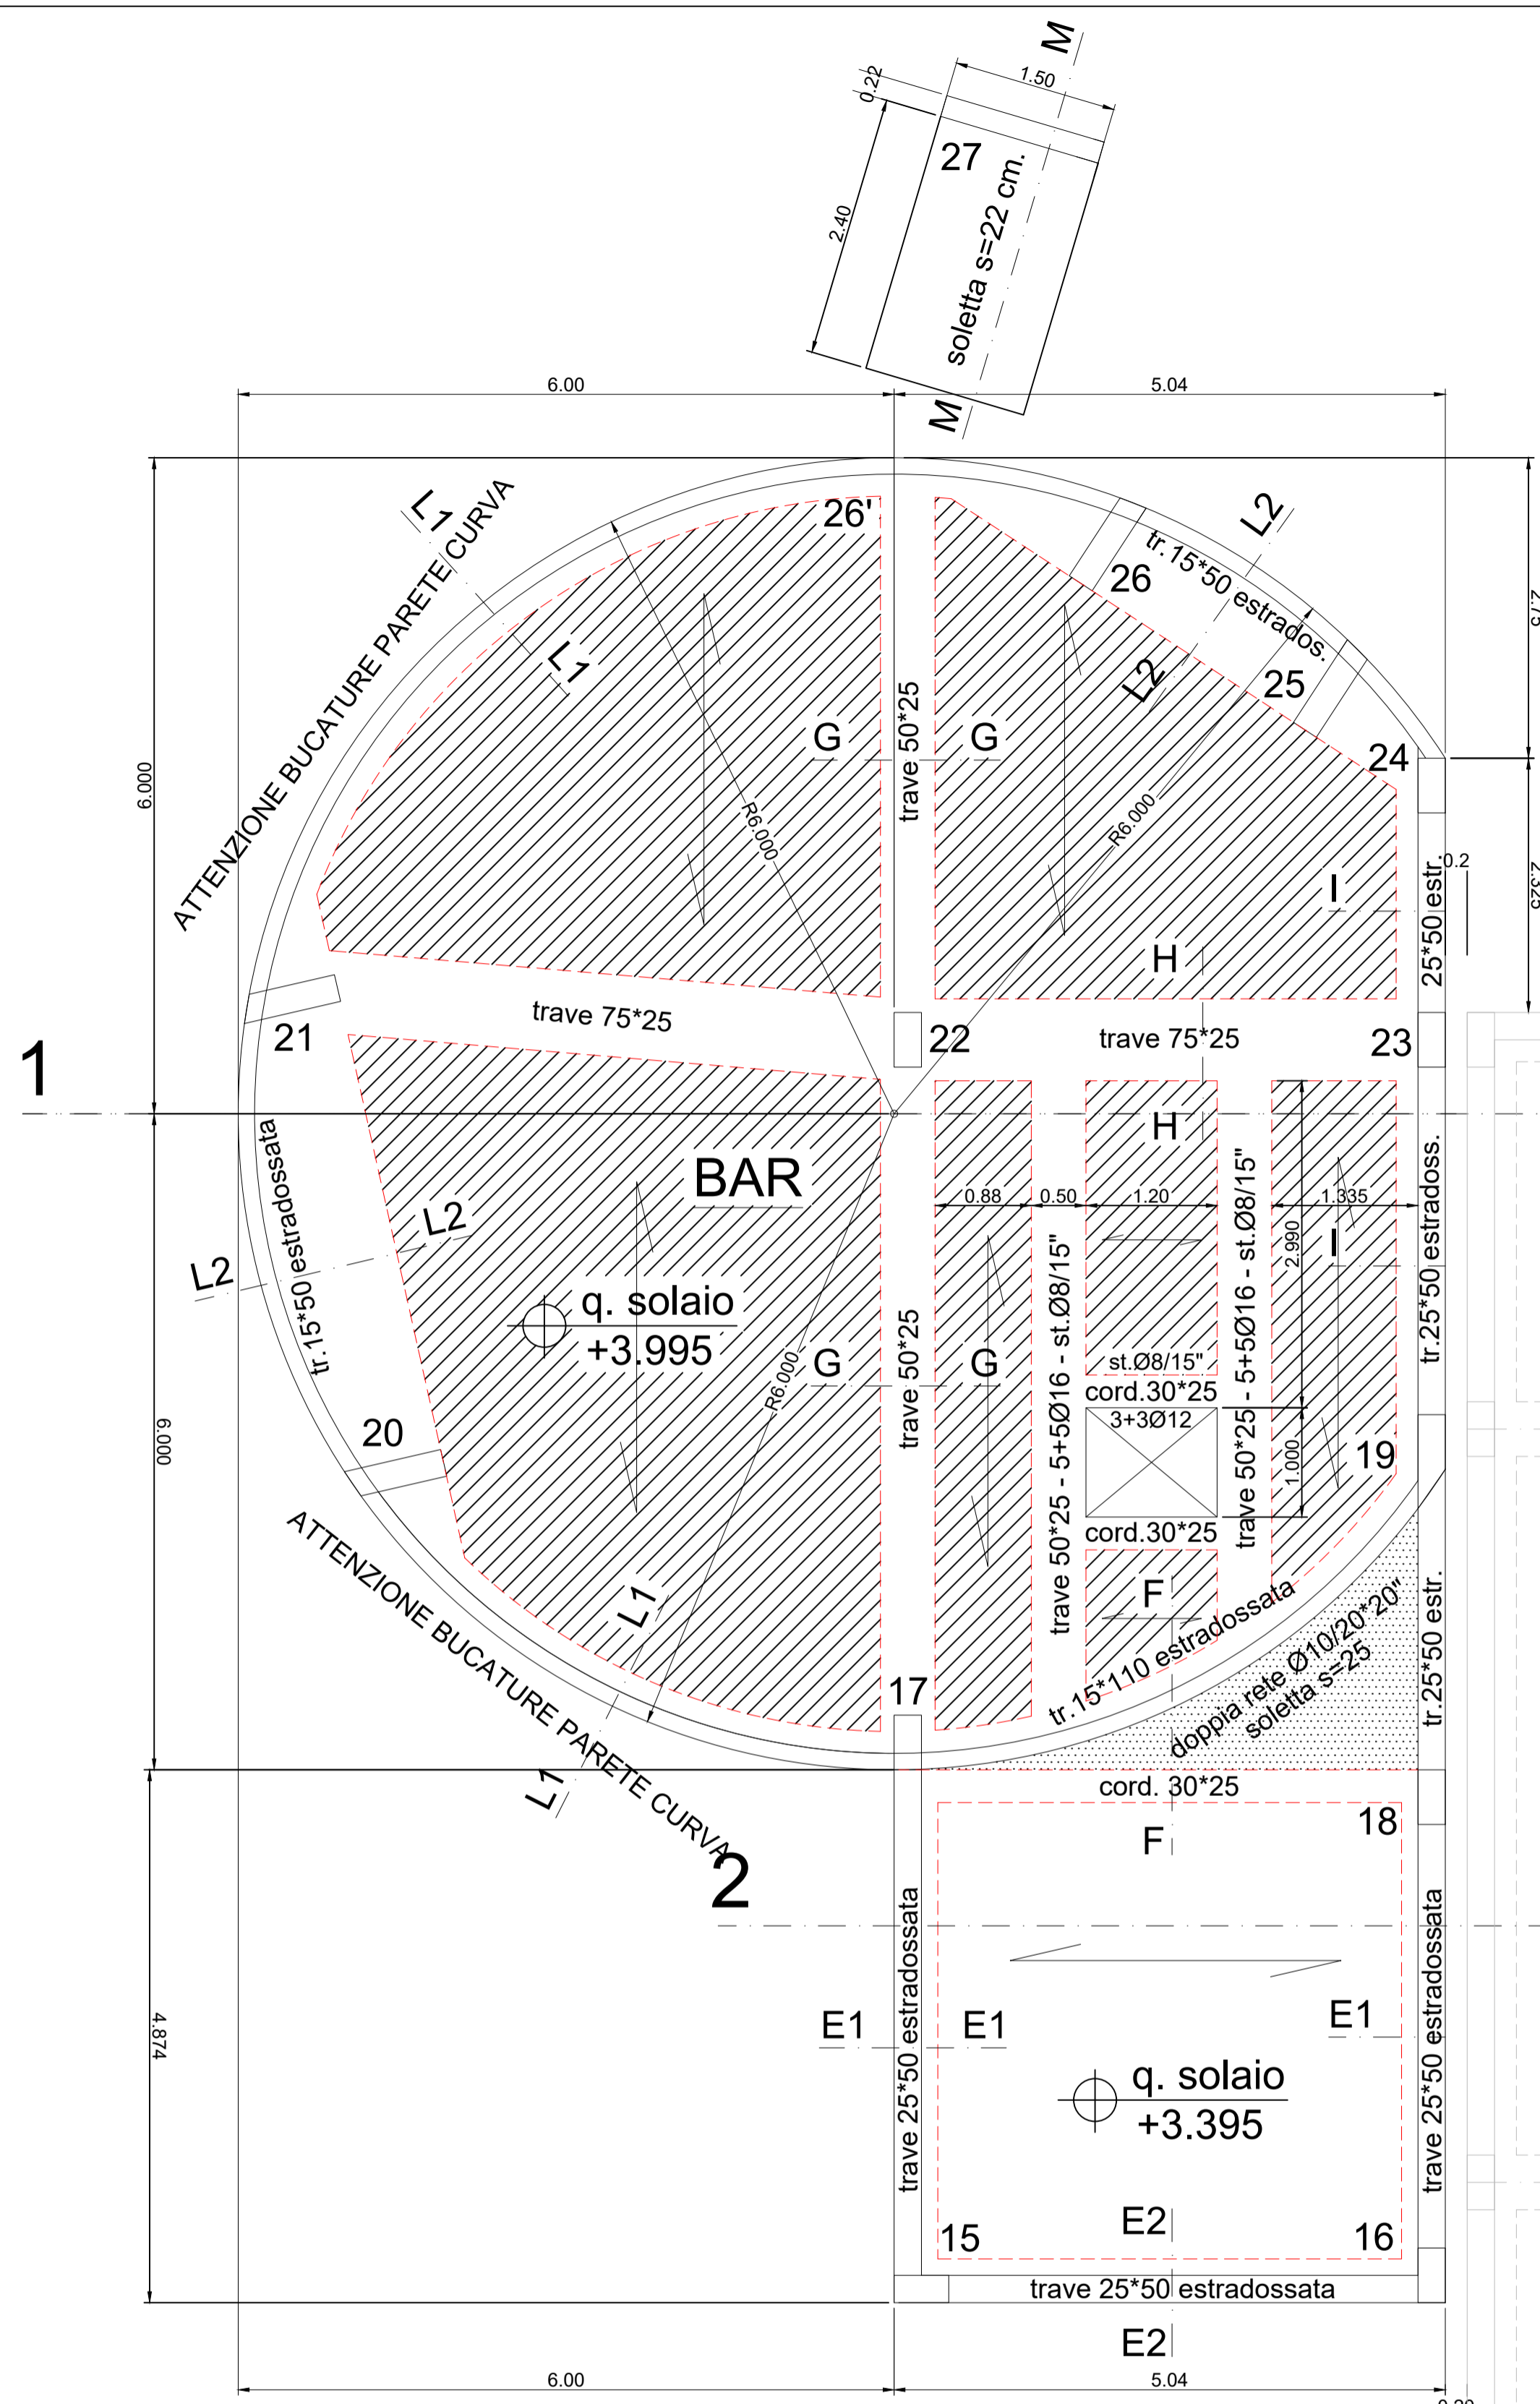 M
1.50
0.22
27
soletta s=22 cm.
2.40
M
6.00
5.04
ATTENZIONE BUCATURE PARETE CURVA
L1
L1
26'
26
tr.15*50 estrados.
L2
L2
25
24
2.75
6.000
G
G
trave 50*25
R6.000
R6.000
I
0.2
25*50 estr.
2.325
H
21
trave 75*25
22
trave 75*25
23
1
H
BAR
0.88
0.50
1.20
1.335
2.990
I
tr.15*50 estradossata
L2
L2
q. solaio
+3.995
G
G
trave 50*25
R6.000
trave 50*25 - 5+5Ø16 - st.Ø8/15"
trave 50*25 - 5+5Ø16 - st.Ø8/15"
tr.25*50 estradoss.
st.Ø8/15"
cord.30*25
3+3Ø12
1.000
cord.30*25
20
19
6.000
F
L1
L1
17
tr.15*110 estradossata
doppia rete Ø10/20*20"
soletta s=25
tr.25*50 estr.
ATTENZIONE BUCATURE PARETE CURVA
cord. 30*25
18
F
2
trave 25*50 estradossata
trave 25*50 estradossata
E1
E1
E1
4.874
q. solaio
+3.395
15
E2
16
trave 25*50 estradossata
E2
6.00
5.04